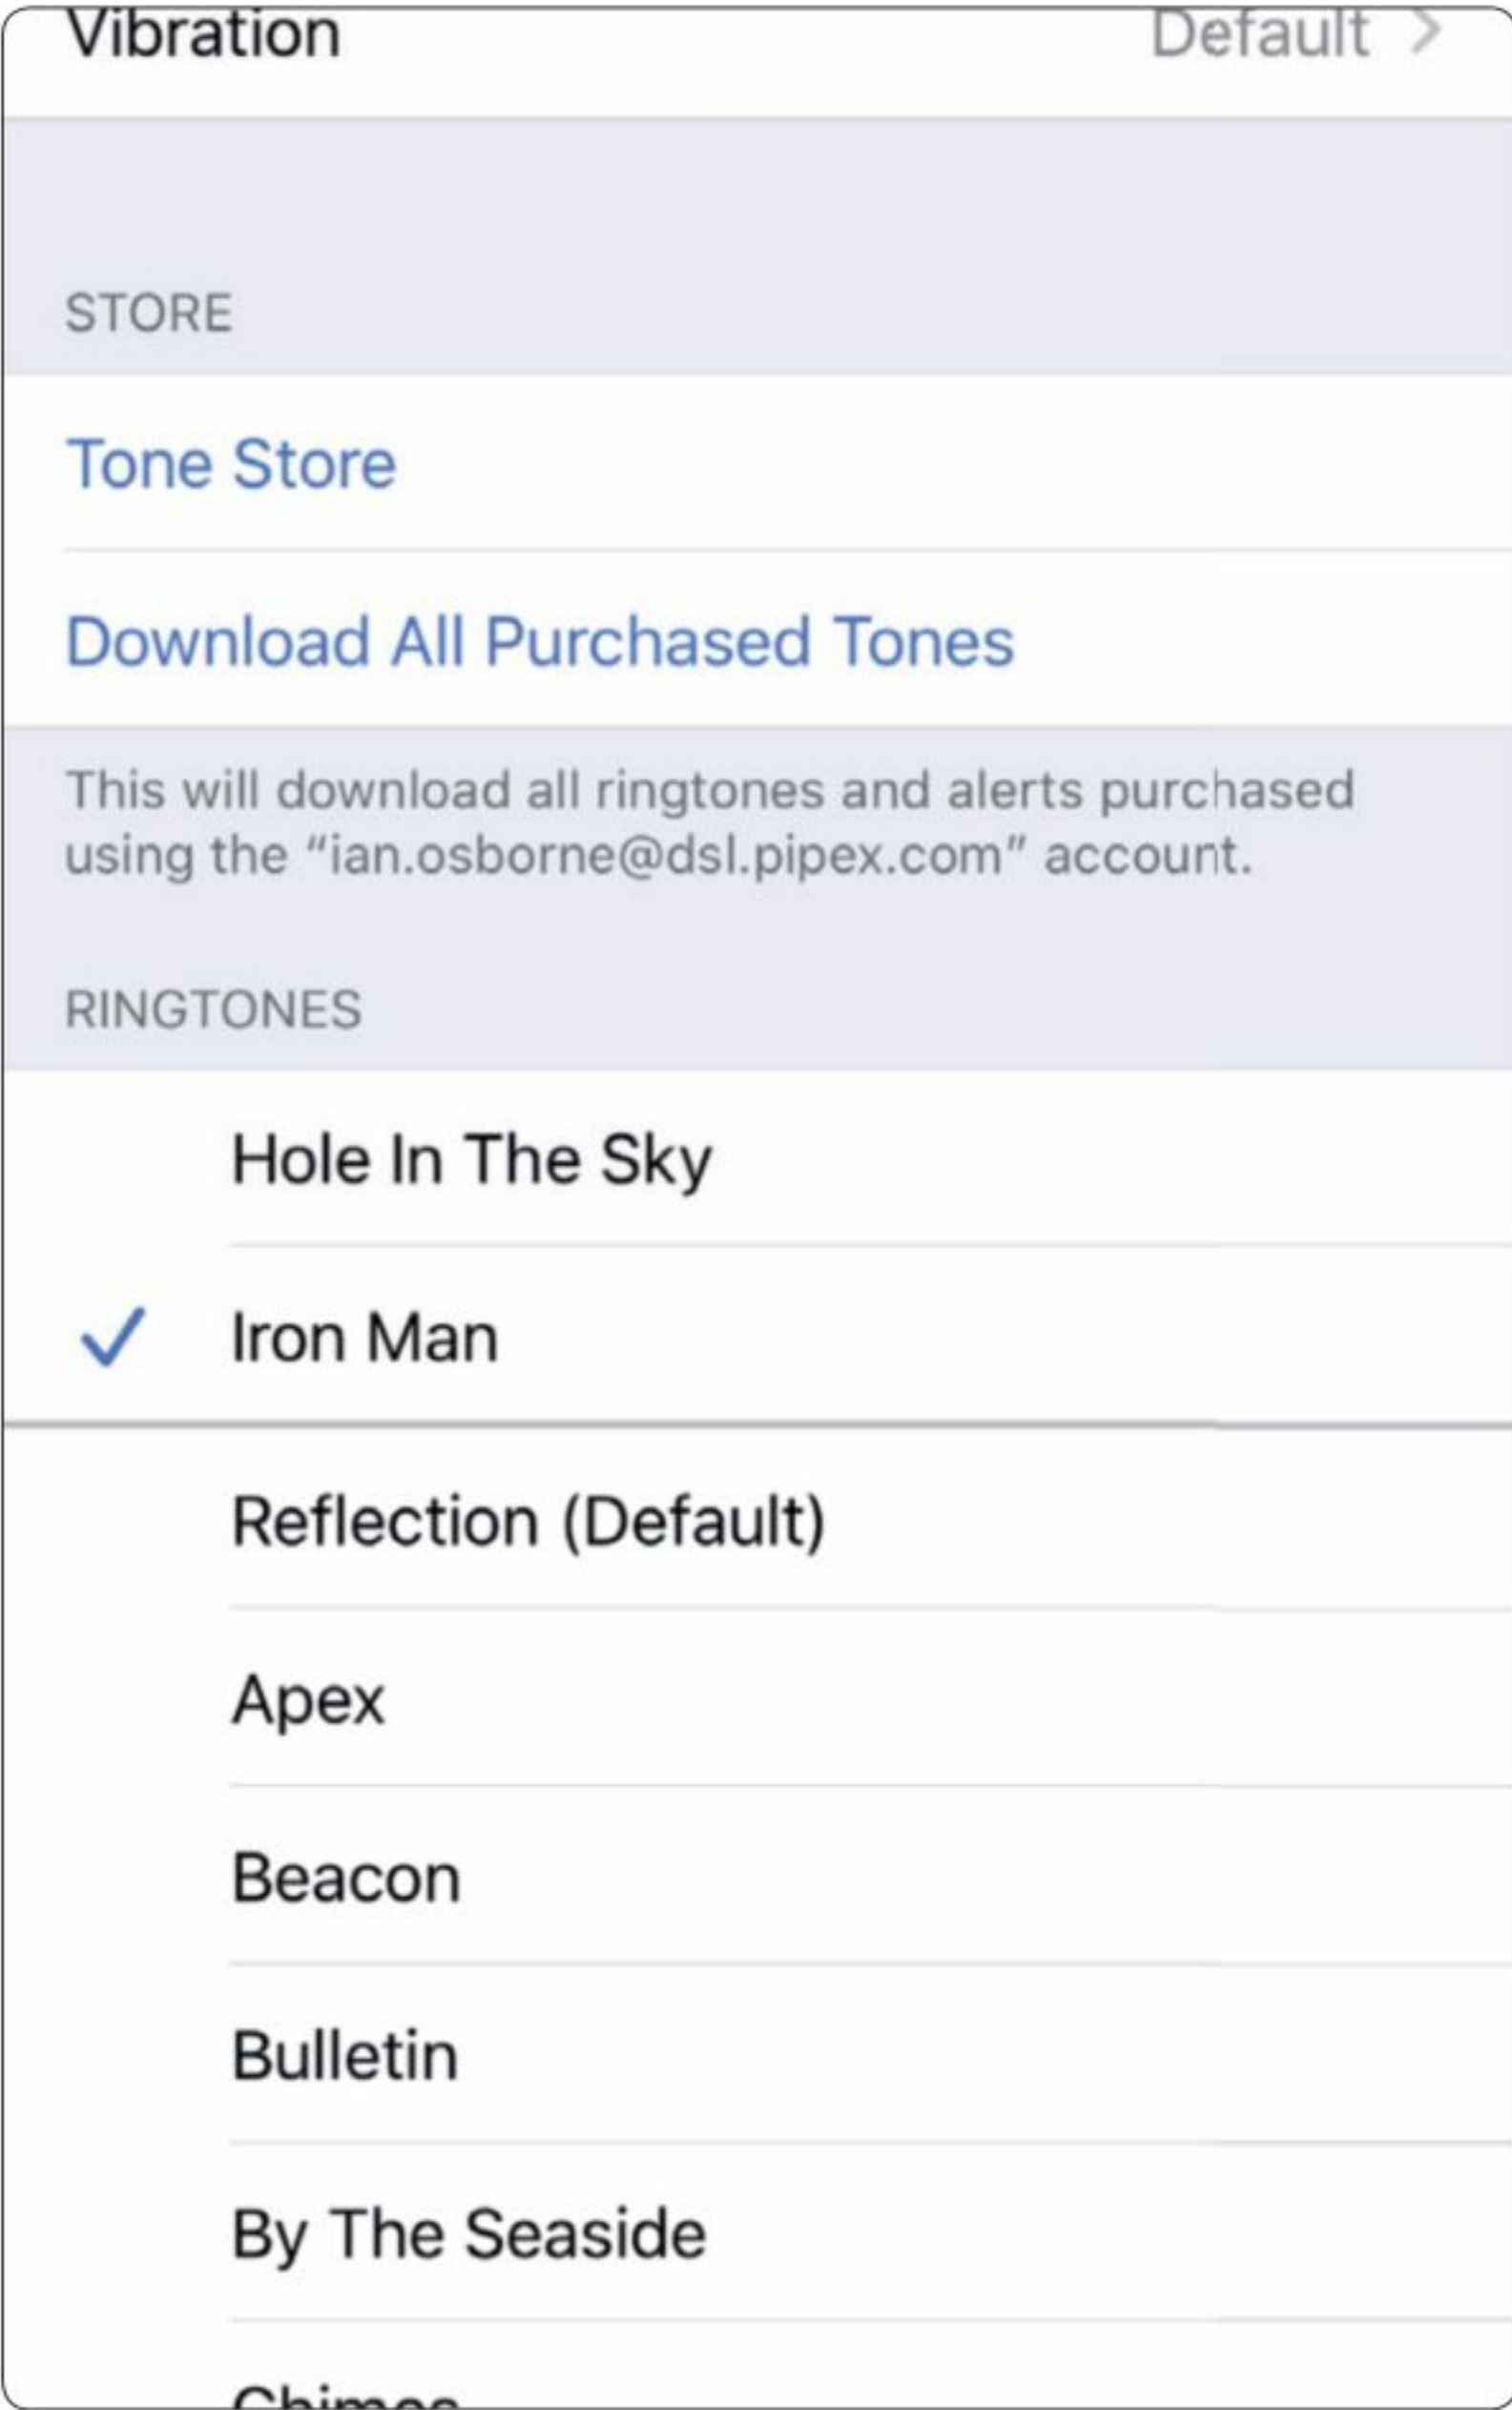 Vibration Default >
STORE
Tone Store
Download All Purchased Tones
This will download all ringtones and alerts purchased
using the “ian.osborne@dsl.pipex.com” account.
RINGTONES
Hole In The Sky
Iron Man
Reflection (Default)
Apex
Beacon
Bulletin
By The Seaside
Chimes